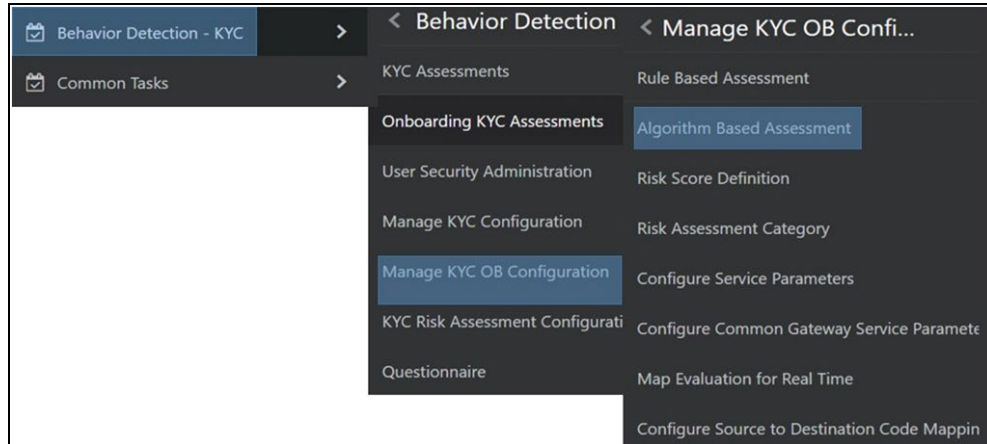 Behavior Detection - KYC
Common Tasks
Behavior Detection
KYC Assessments
Onboarding KYC Assessments
User Security Administration
Manage KYC Configuration
Manage KYC OB Configuration
KYC Risk Assessment Configurati
Questionnaire
Manage KYC OB Confi...
Rule Based Assessment
Algorithm Based Assessment
Risk Score Definition
Risk Assessment Category
Configure Service Parameters
Configure Common Gateway Service Paramete
Map Evaluation for Real Time
Configure Source to Destination Code Mappin